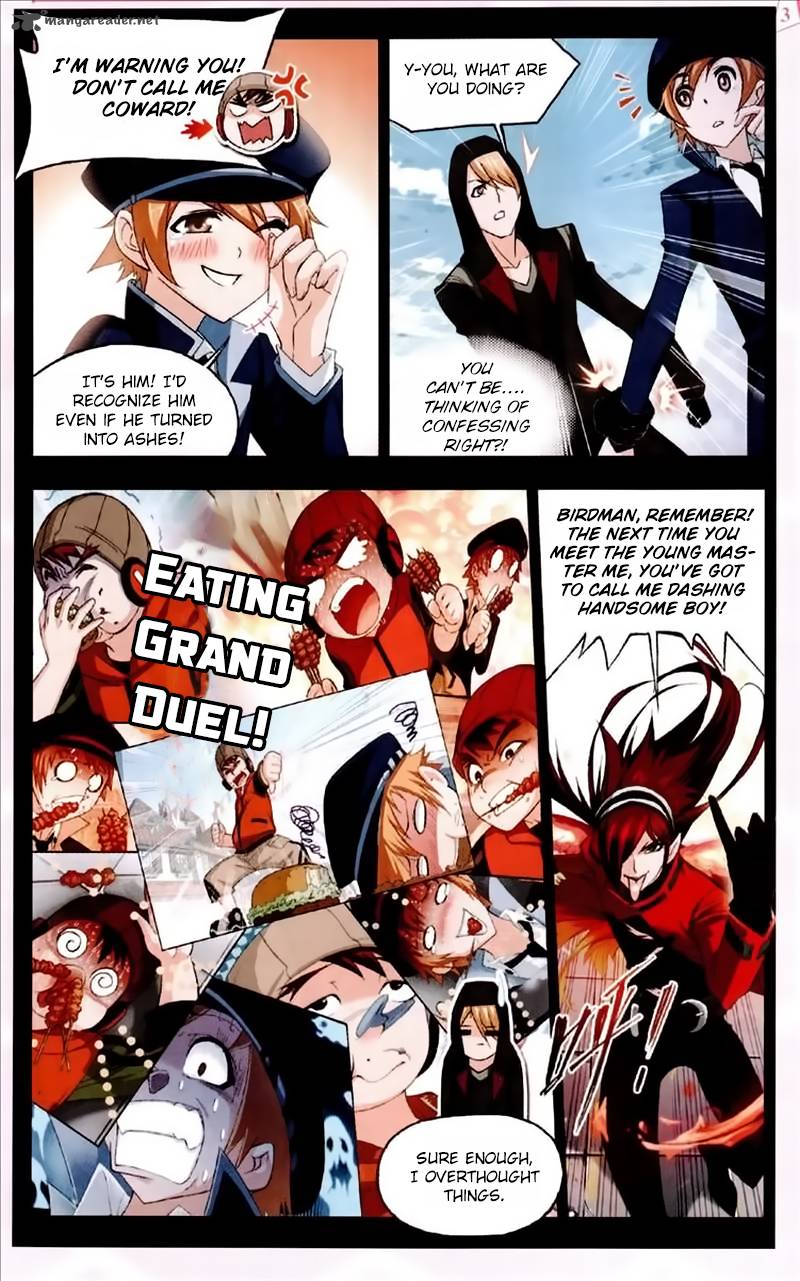 mangareader.net
3
I'M WARNING YOU!
DON'T CALL ME
COWARD!
IT'S HIM! I'D
RECOGNIZE HIM
EVEN IF HE TURNED
INTO ASHES!
Y-YOU, WHAT ARE
YOU DOING?
YOU
CAN'T BE....
THINKING OF
CONFESSING
RIGHT?!
EATING
GRAND
DUEL!
SURE ENOUGH,
I OVERTHOUGHT
THINGS.
BIRDMAN, REMEMBER!
THE NEXT TIME YOU
MEET THE YOUNG MAS-
TER ME, YOU'VE GOT
TO CALL ME DASHING
HANDSOME BOY!
呼!